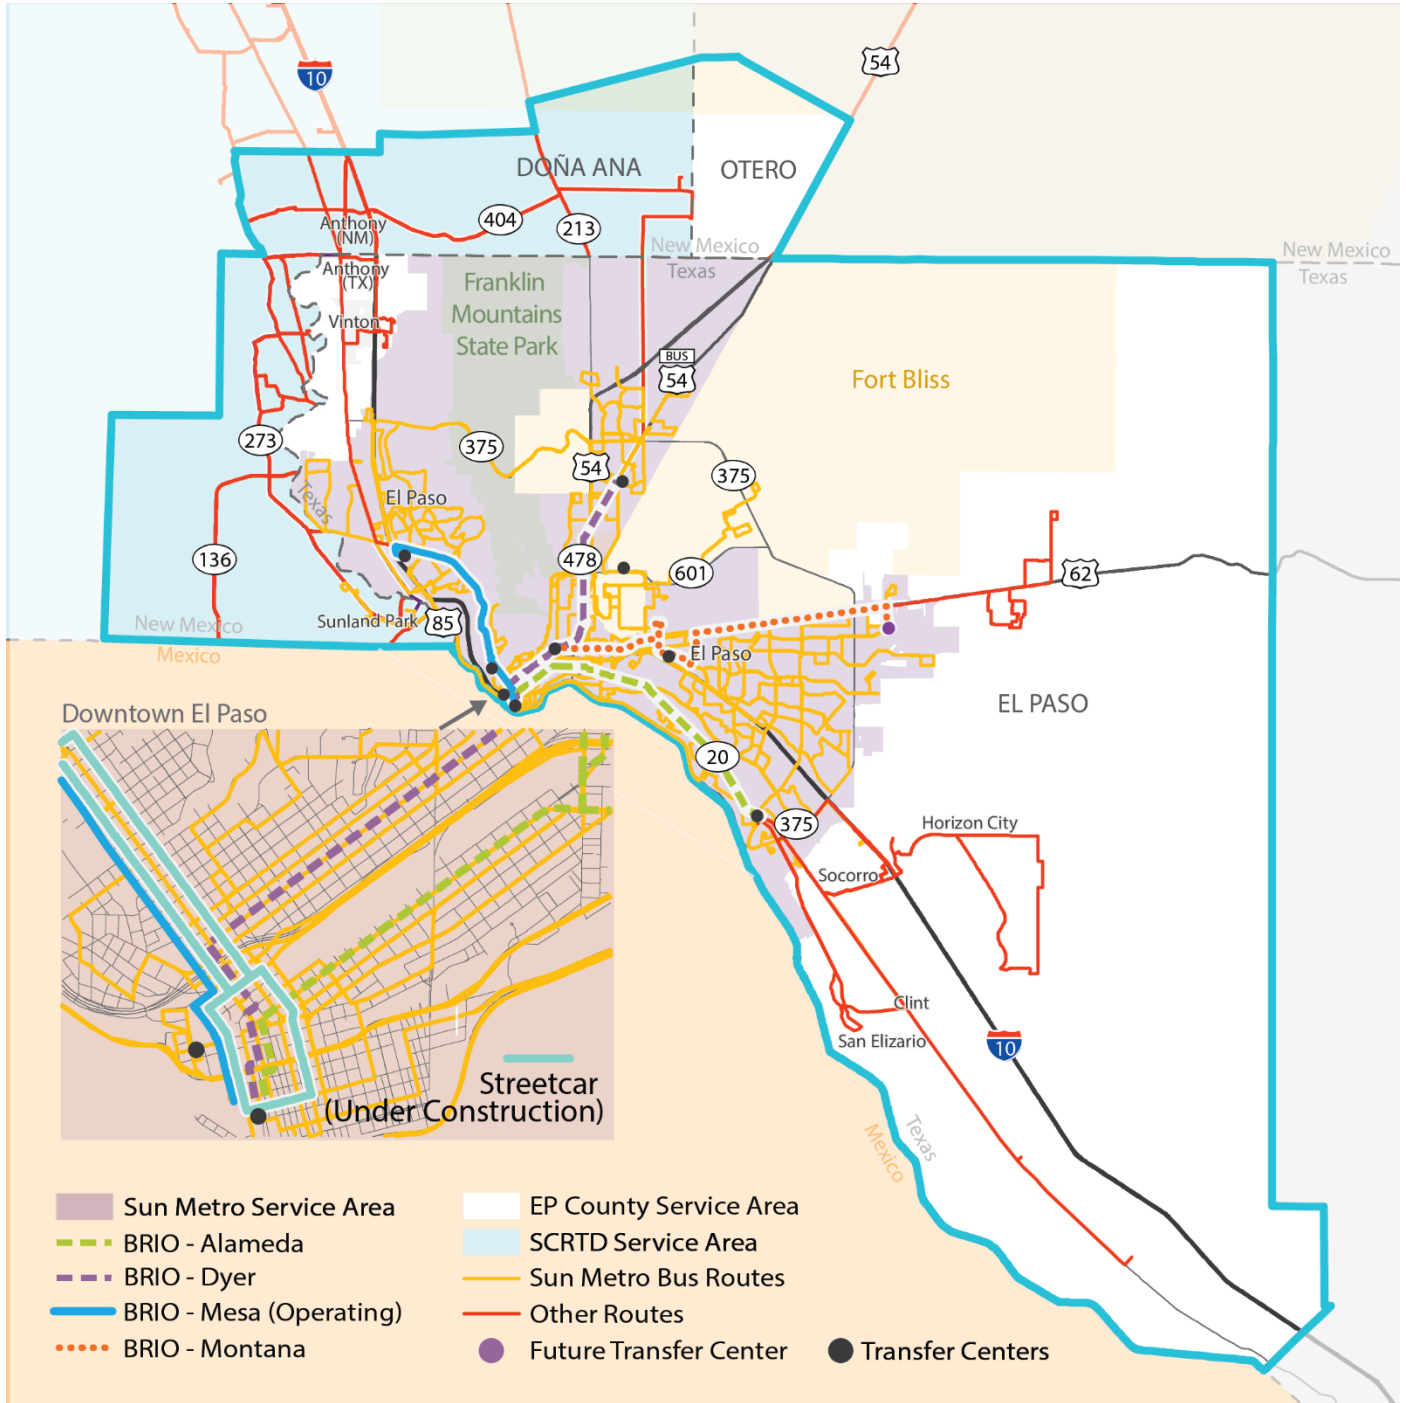 54
10
DOÑA ANA
OTERO
404
213
Anthony
(NM)
New Mexico
Texas
New Mexico
Texas
Anthony
(TX)
Franklin
Mountains
State Park
Vinton
BUS
54
Fort Bliss
273
375
54
375
Texas
El Paso
136
478
601
62
Sunland Park
85
New Mexico
Mexico
El Paso
EL PASO
Downtown El Paso
20
375
Horizon City
Socorro
Clint
San Elizario
10
Streetcar
(Under Construction)
Texas
Mexico
Sun Metro Service Area
BRIO - Alameda
BRIO - Dyer
BRIO - Mesa (Operating)
BRIO - Montana
EP County Service Area
SCRTD Service Area
Sun Metro Bus Routes
Other Routes
Future Transfer Center
Transfer Centers